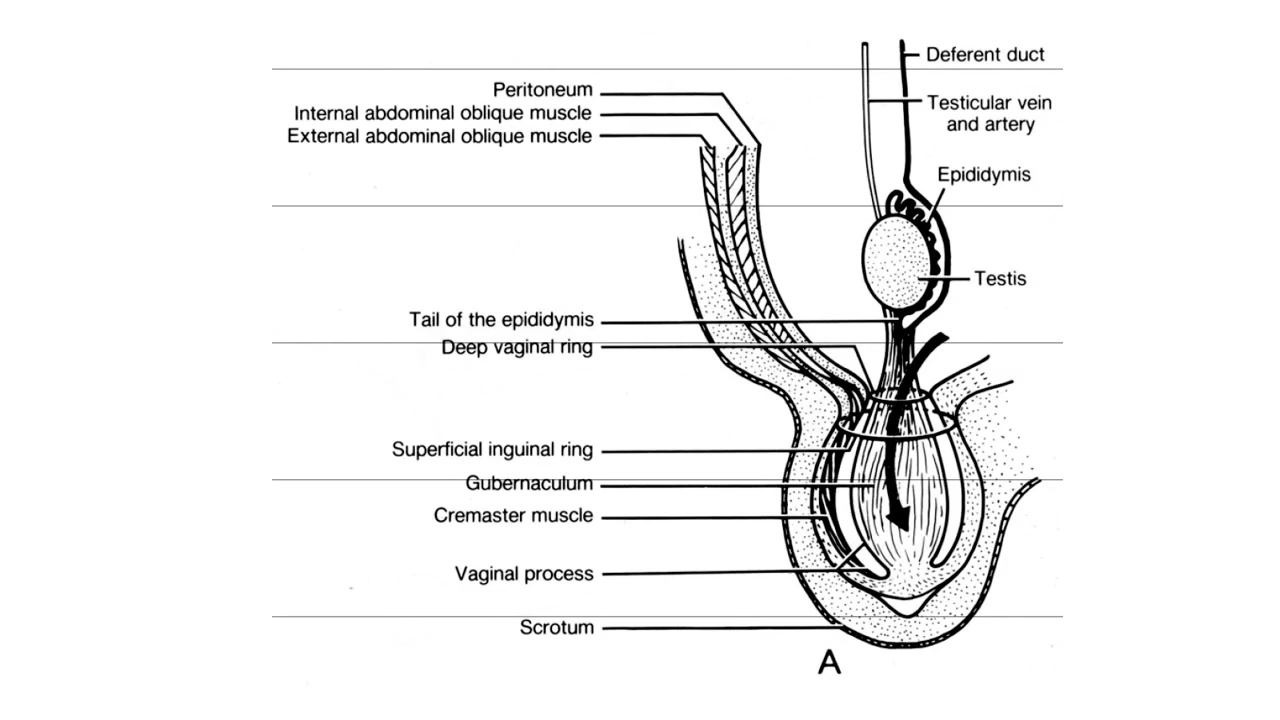 Deferent duct
Peritoneum
Testicular vein
and artery
Internal abdominal oblique muscle
External abdominal oblique muscle
Epididymis
Testis
Tail of the epididymis
Deep vaginal ring
Superficial inguinal ring
Gubernaculum
Cremaster muscle
Vaginal process
Scrotum
A